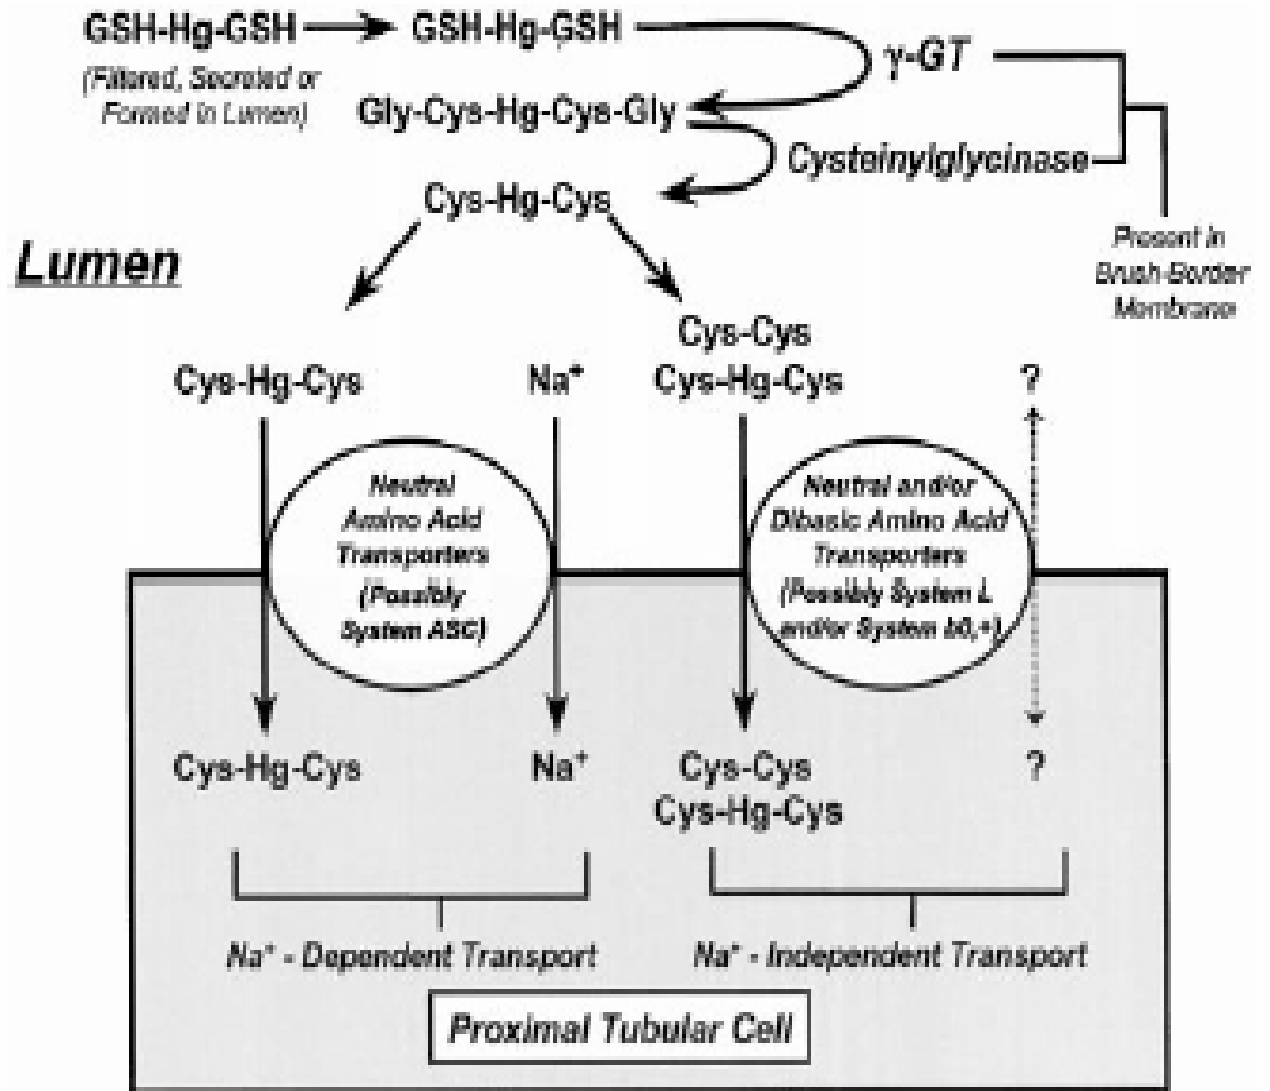 GSH-Hg-GSH
GSH-Hg-GSH
γ-GT
(Filtered, Secreted or
Formed in Lumen)
Gly-Cys-Hg-Cys-Gly
Cysteinylglycinase
Cys-Hg-Cys
Present in
Brush-Border
Membrane
Lumen
Cys-Cys
Cys-Hg-Cys
Na⁺
Cys-Hg-Cys
?
Neutral
Amino Acid
Transporters
(Possibly
System ASC)
Neutral and/or
Dibasic Amino Acid
Transporters
(Possibly System L
and/or System b0,+)
Cys-Hg-Cys
Na⁺
Cys-Cys
Cys-Hg-Cys
?
Na⁺ - Dependent Transport
Na⁺ - Independent Transport
Proximal Tubular Cell